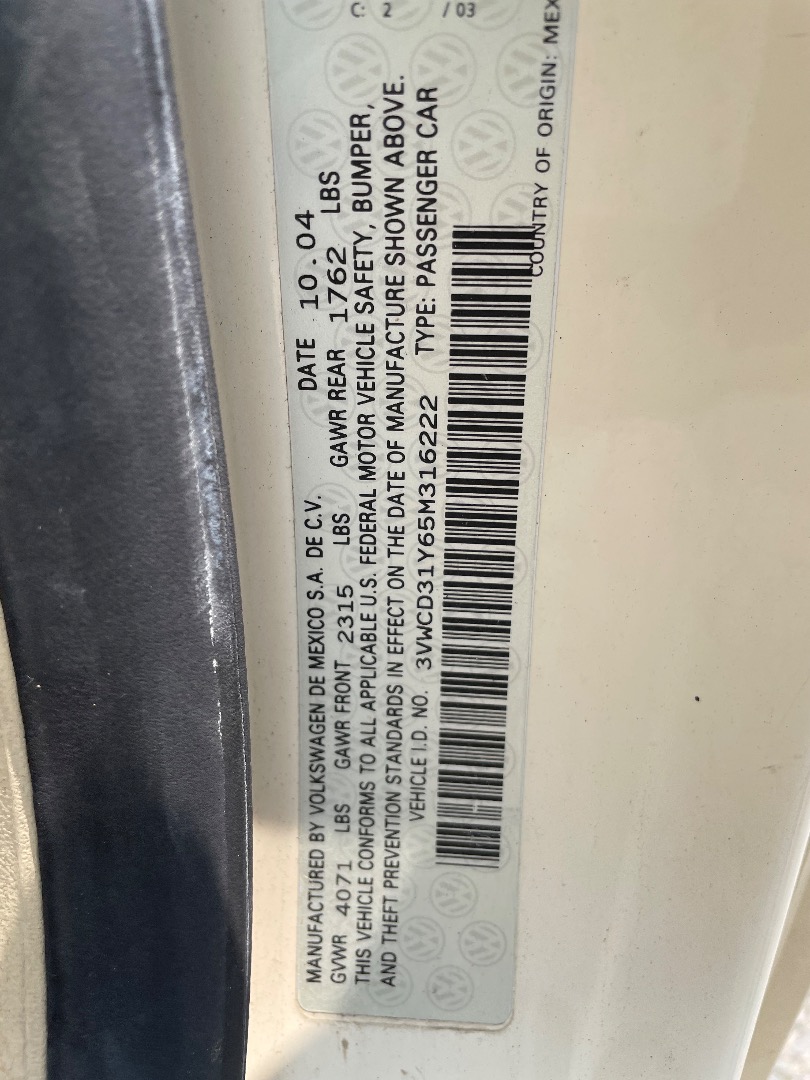 C: 2 / 03
MANUFACTURED BY VOLKSWAGEN DE MEXICO S.A. DE C.V. DATE 10.04
GVWR 4071 LBS GAWR FRONT 2315 LBS GAWR REAR 1762 LBS
THIS VEHICLE CONFORMS TO ALL APPLICABLE U.S. FEDERAL MOTOR VEHICLE SAFETY, BUMPER,
AND THEFT PREVENTION STANDARDS IN EFFECT ON THE DATE OF MANUFACTURE SHOWN ABOVE.
VEHICLE I.D. NO. 3VWCD31Y65M316222 TYPE: PASSENGER CAR
COUNTRY OF ORIGIN: MEX